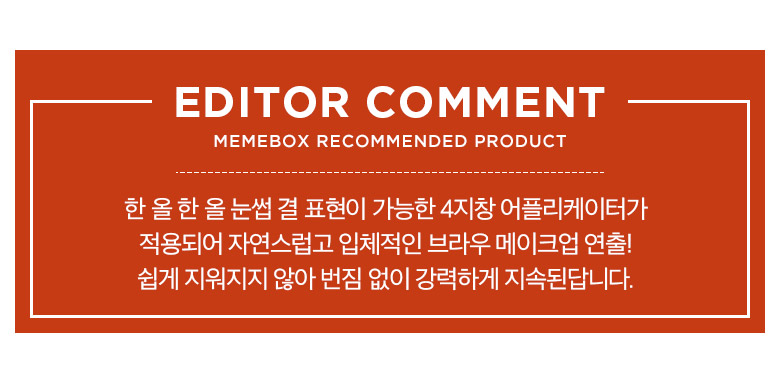 EDITOR COMMENT
MEMEBOX RECOMMENDED PRODUCT
한 올 한 올 눈썹 결 표현이 가능한 4지창 어플리케이터가
적용되어 자연스럽고 입체적인 브라우 메이크업 연출!
쉽게 지워지지 않아 번짐 없이 강력하게 지속된답니다.